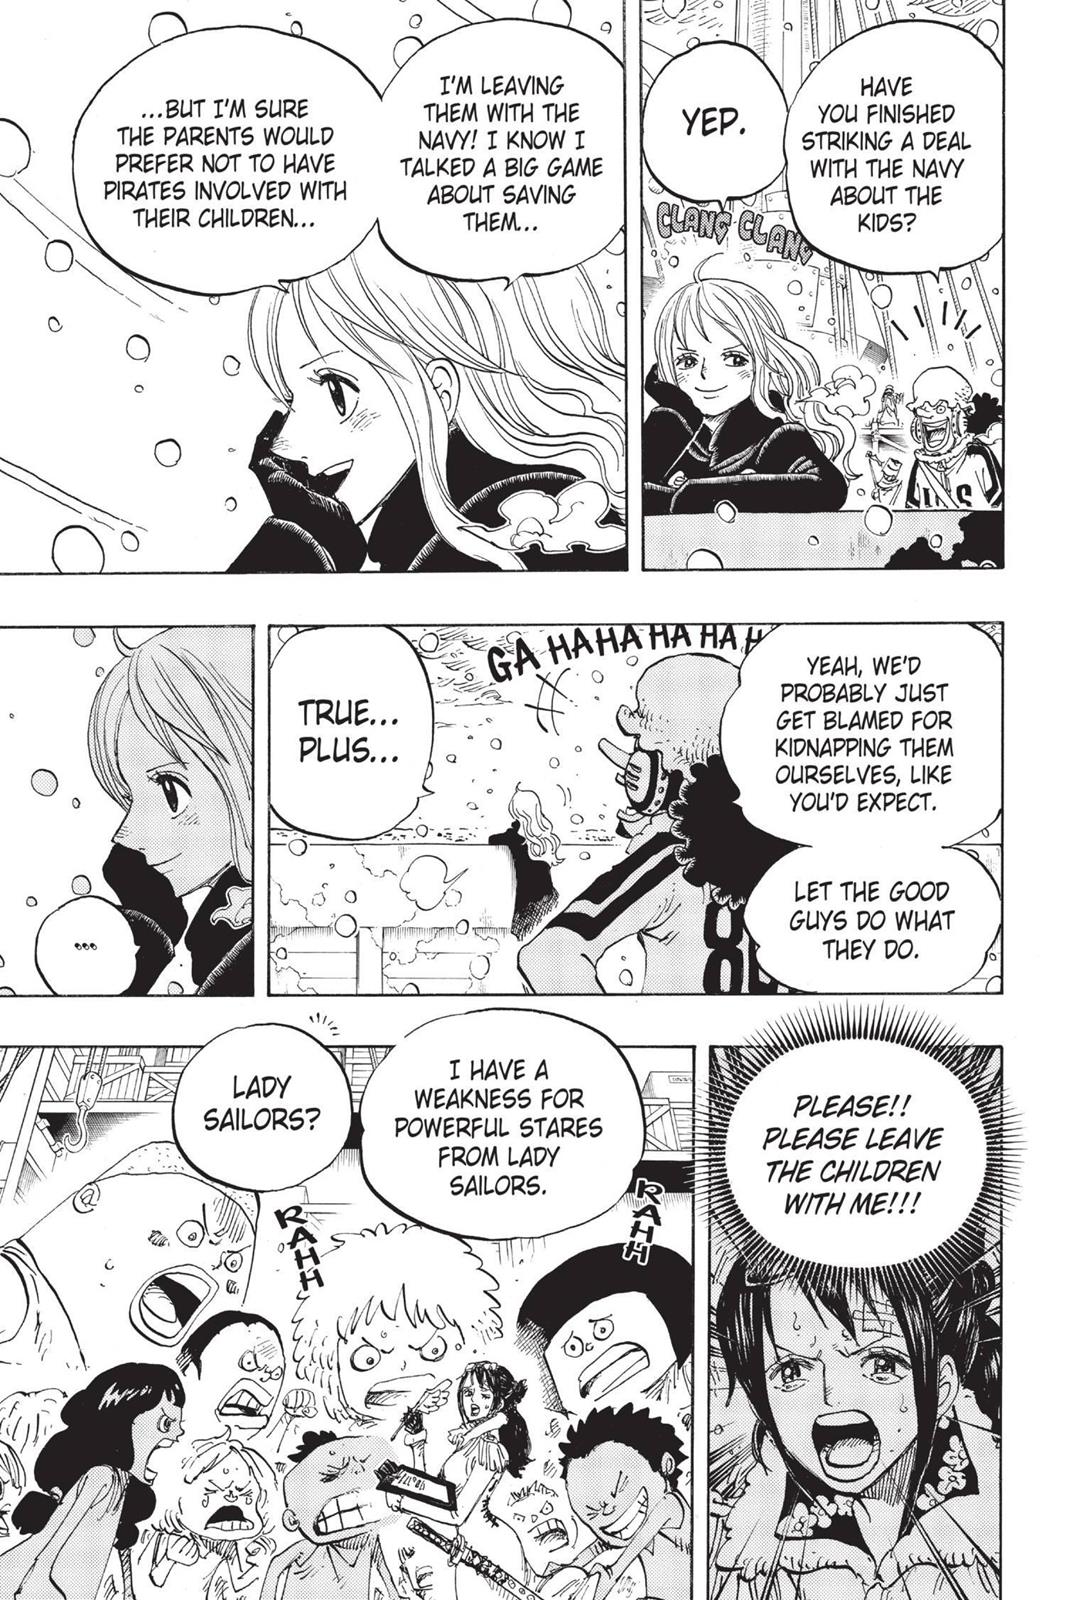 HAVE
YOU FINISHED
STRIKING A DEAL
WITH THE NAVY
ABOUT THE
KIDS?
YEP.
CLANG CLANG
I'M LEAVING
THEM WITH THE
NAVY! I KNOW I
TALKED A BIG GAME
ABOUT SAVING
THEM...
...BUT I'M SURE
THE PARENTS WOULD
PREFER NOT TO HAVE
PIRATES INVOLVED WITH
THEIR CHILDREN...
YEAH, WE'D
PROBABLY JUST
GET BLAMED FOR
KIDNAPPING THEM
OURSELVES, LIKE
YOU'D EXPECT.
LET THE GOOD
GUYS DO WHAT
THEY DO.
GA HAHAHAHAH
TRUE...
PLUS...
...
PLEASE!!
PLEASE LEAVE
THE CHILDREN
WITH ME!!!
I HAVE A
WEAKNESS FOR
POWERFUL STARES
FROM LADY
SAILORS.
LADY
SAILORS?
RAHH
RAHH